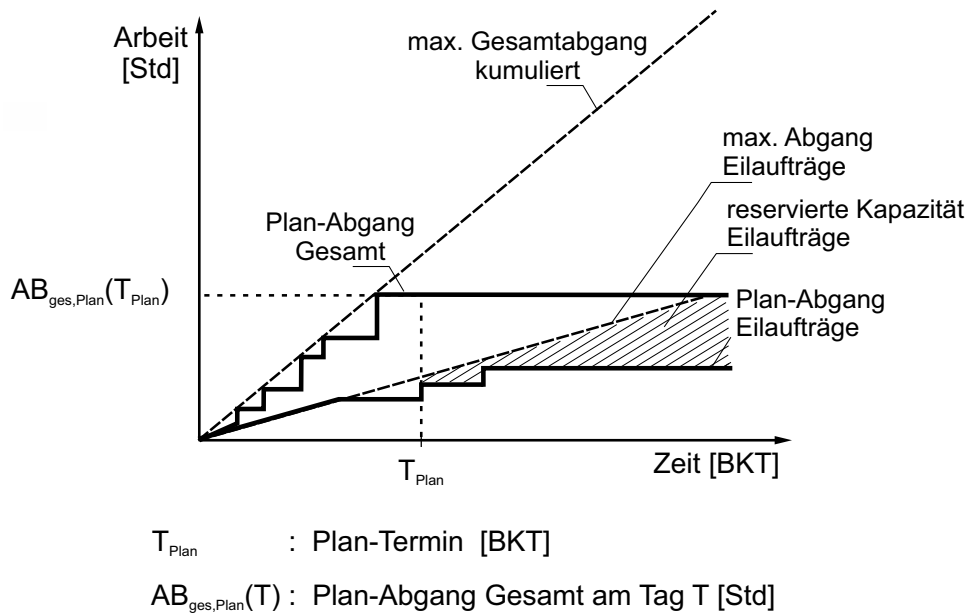 Arbeit
[Std]
max. Gesamtabgang
kumuliert
max. Abgang
Eilaufträge
reservierte Kapazität
Eilaufträge
Plan-Abgang
Gesamt
AB_ges,Plan(T_Plan)
Plan-Abgang
Eilaufträge
T_Plan
Zeit [BKT]
T_Plan : Plan-Termin [BKT]
AB_ges,Plan(T) : Plan-Abgang Gesamt am Tag T [Std]